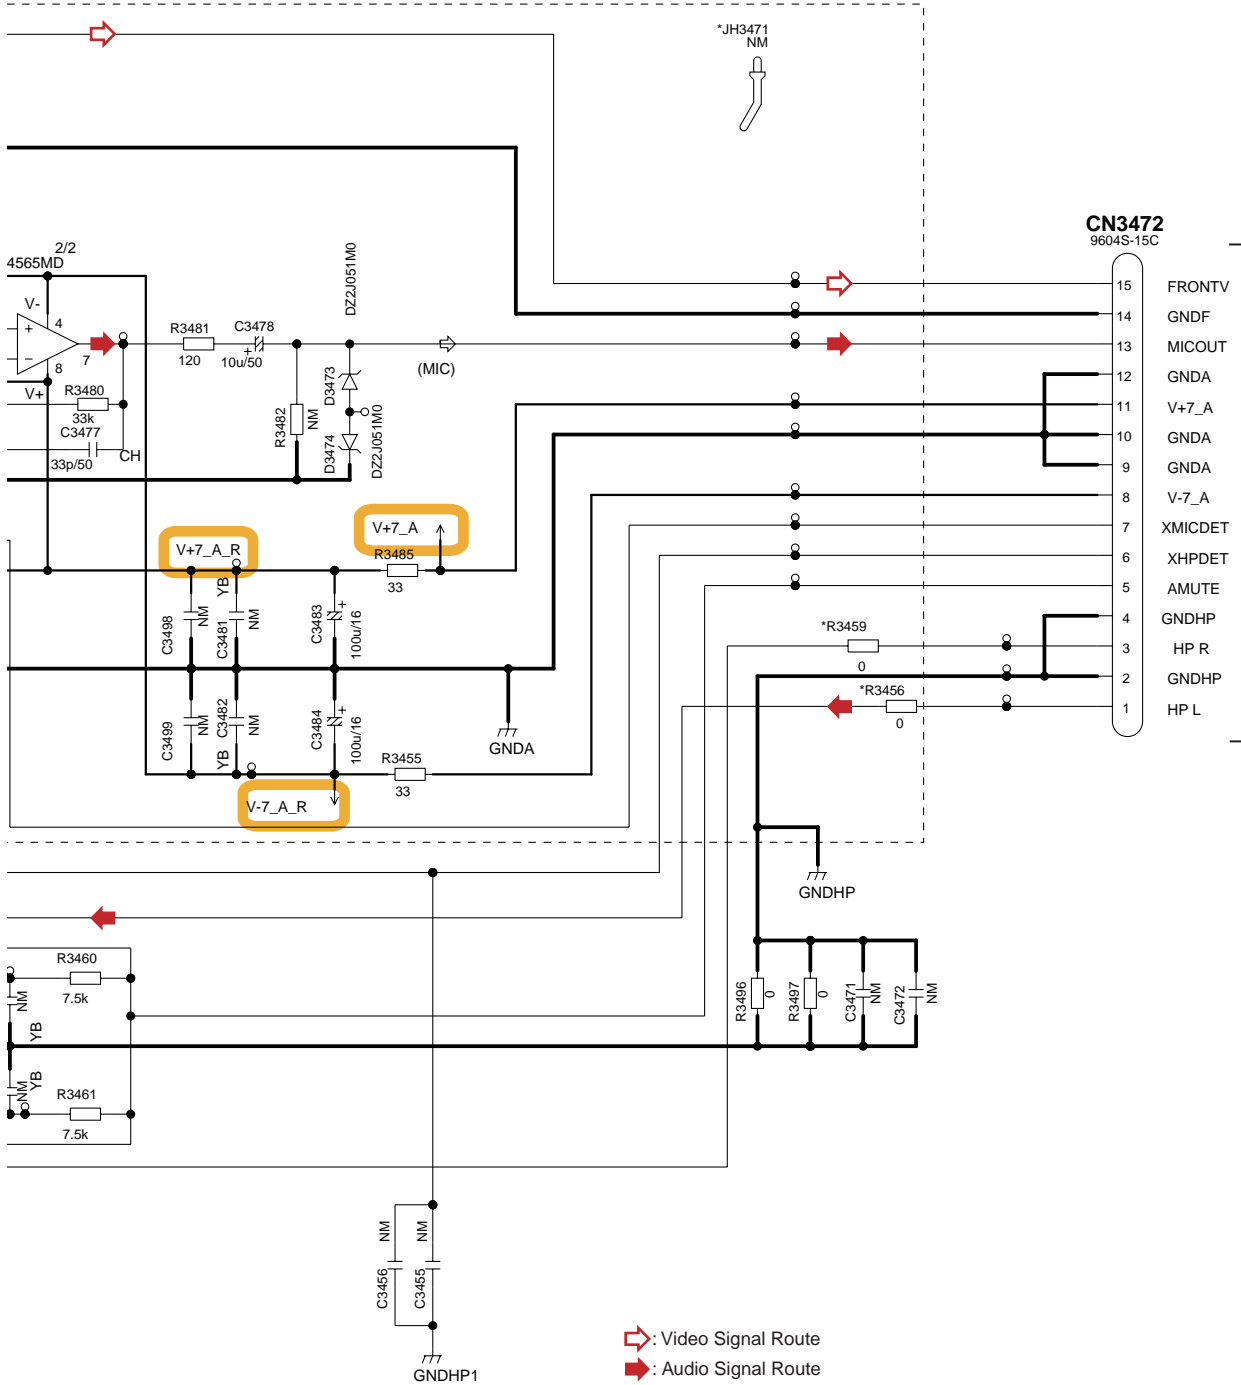 *JH3471
NM
CN3472
9604S-15C
2/2
4565MD
V-
4
+
−
7
8
V+
R3481
120
C3478
+
10u/50
DZ2J051M0
D3473
(MIC)
R3480
33k
C3477
33p/50
CH
R3482
NM
D3474
DZ2J051M0
15 FRONTV
14 GNDF
13 MICOUT
12 GNDA
11 V+7_A
10 GNDA
9 GNDA
8 V-7_A
7 XMICDET
6 XHPDET
5 AMUTE
4 GNDHP
3 HP R
2 GNDHP
1 HP L
V+7_A
V+7_A_R
R3485
33
YB
C3498
NM
C3481
NM
C3483
+
100u/16
*R3459
0
*R3456
0
C3499
NM
C3482
NM
YB
C3484
+
100u/16
GNDA
R3455
33
V-7_A_R
GNDHP
R3460
7.5k
NM
YB
R3496
0
R3497
0
C3471
NM
C3472
NM
NM
YB
R3461
7.5k
NM
NM
C3456
C3455
GNDHP1
: Video Signal Route
: Audio Signal Route